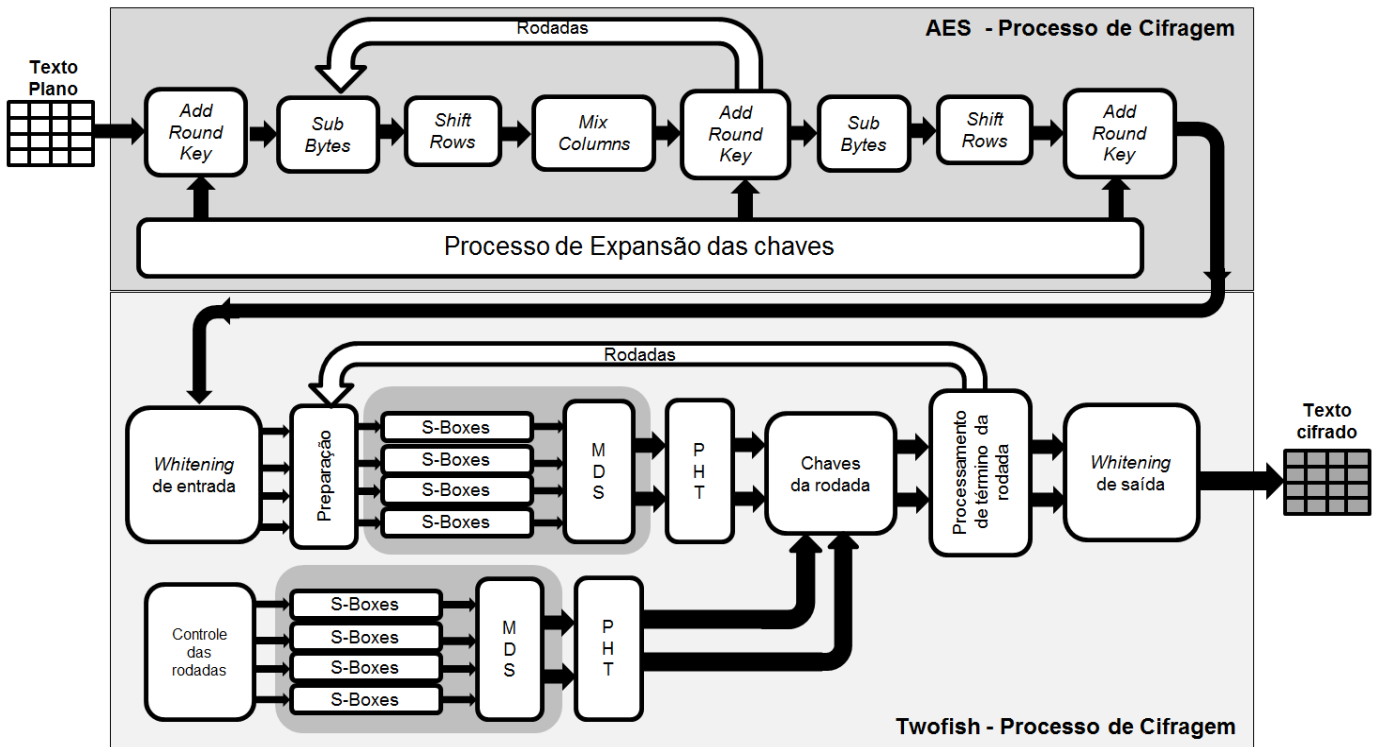 AES - Processo de Cifragem
Rodadas
Texto
Plano
Add
Round
Key
Sub
Bytes
Shift
Rows
Mix
Columns
Add
Round
Key
Sub
Bytes
Shift
Rows
Add
Round
Key
Processo de Expansão das chaves
Rodadas
Whitening
de entrada
Preparação
S-Boxes
S-Boxes
S-Boxes
S-Boxes
M
D
S
P
H
T
Chaves
da rodada
Processamento
de término da
rodada
Whitening
de saída
Texto
cifrado
Controle
das
rodadas
S-Boxes
S-Boxes
S-Boxes
S-Boxes
M
D
S
P
H
T
Twofish - Processo de Cifragem